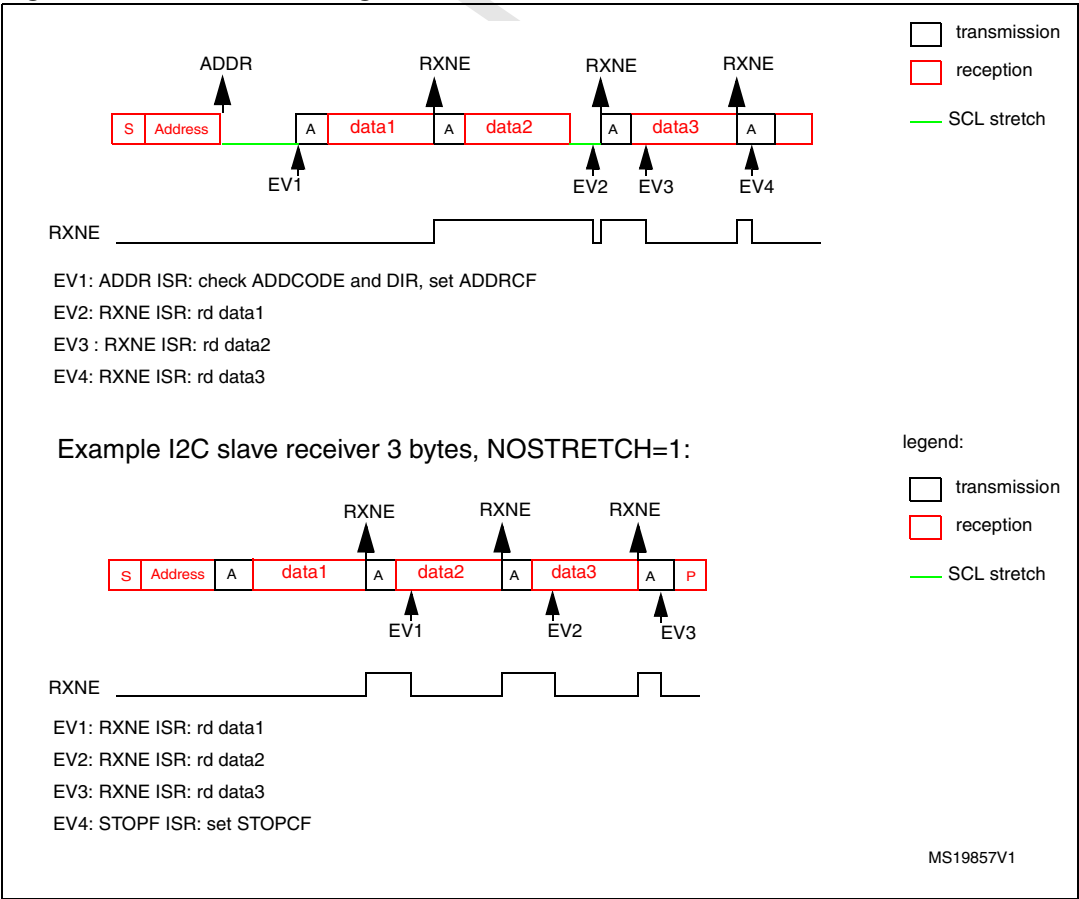 transmission
ADDR RXNE RXNE RXNE
reception
S Address A data1 A data2 A data3 A
SCL stretch
EV1 EV2 EV3 EV4
RXNE
EV1: ADDR ISR: check ADDCODE and DIR, set ADDRCF
EV2: RXNE ISR: rd data1
EV3 : RXNE ISR: rd data2
EV4: RXNE ISR: rd data3
Example I2C slave receiver 3 bytes, NOSTRETCH=1:
legend:
transmission
RXNE RXNE RXNE
reception
S Address A data1 A data2 A data3 A P
SCL stretch
EV1 EV2 EV3
RXNE
EV1: RXNE ISR: rd data1
EV2: RXNE ISR: rd data2
EV3: RXNE ISR: rd data3
EV4: STOPF ISR: set STOPCF
MS19857V1